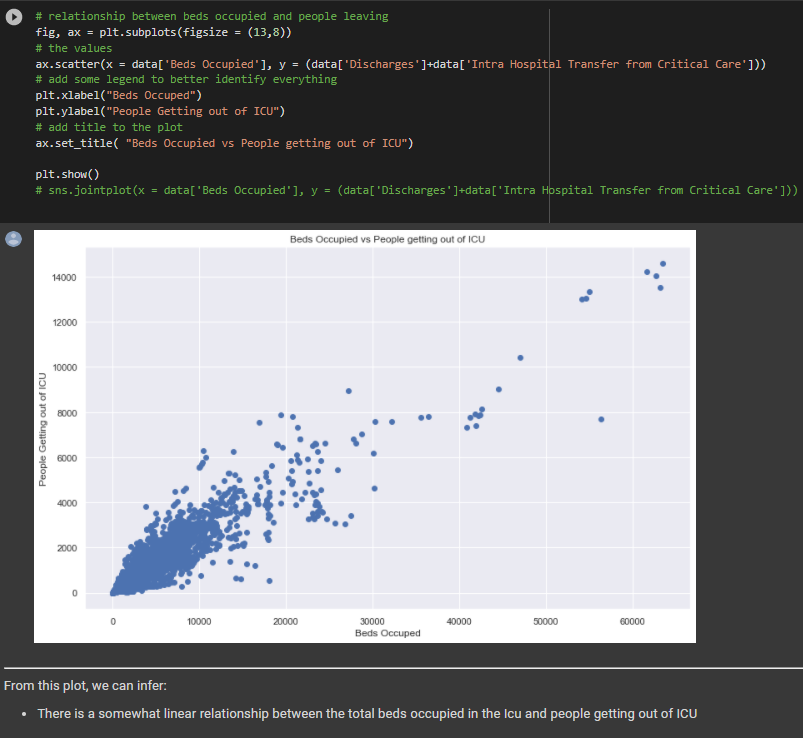 # relationship between beds occupied and people leaving
fig, ax = plt.subplots(figsize = (13,8))
# the values
ax.scatter(x = data['Beds Occupied'], y = (data['Discharges']+data['Intra Hospital Transfer from Critical Care']))
# add some legend to better identify everything
plt.xlabel("Beds Occuped")
plt.ylabel("People Getting out of ICU")
# add title to the plot
ax.set_title( "Beds Occupied vs People getting out of ICU")
plt.show()
# sns.jointplot(x = data['Beds Occupied'], y = (data['Discharges']+data['Intra Hospital Transfer from Critical Care']))
Beds Occupied vs People getting out of ICU
14000
12000
10000
8000
6000
4000
2000
0
People Getting out of ICU
0 10000 20000 30000 40000 50000 60000
Beds Occuped
From this plot, we can infer:
• There is a somewhat linear relationship between the total beds occupied in the Icu and people getting out of ICU